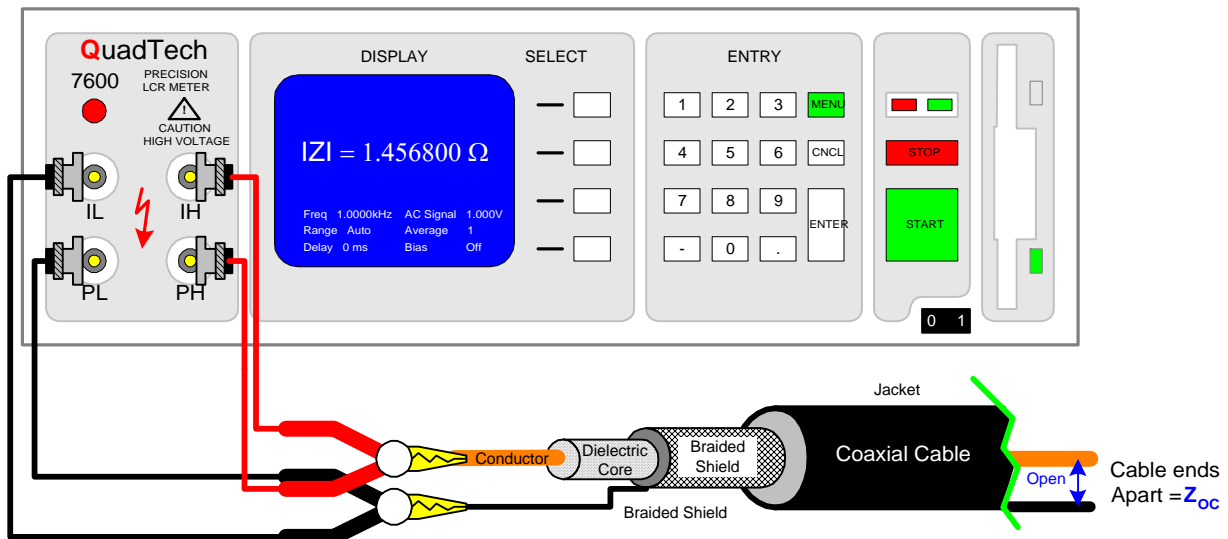 QuadTech
7600
PRECISION
LCR METER
CAUTION
HIGH VOLTAGE
IL
IH
PL
PH
DISPLAY
SELECT
IZI = 1.456800 Ω
Freq 1.0000kHz AC Signal 1.000V
Range Auto Average 1
Delay 0 ms Bias Off
ENTRY
1 2 3 MENU
4 5 6 CNCL
7 8 9 ENTER
- 0 .
STOP
START
0 1
Jacket
Conductor
Dielectric
Core
Braided
Shield
Braided Shield
Coaxial Cable
Open
Cable ends
Apart = ZOC